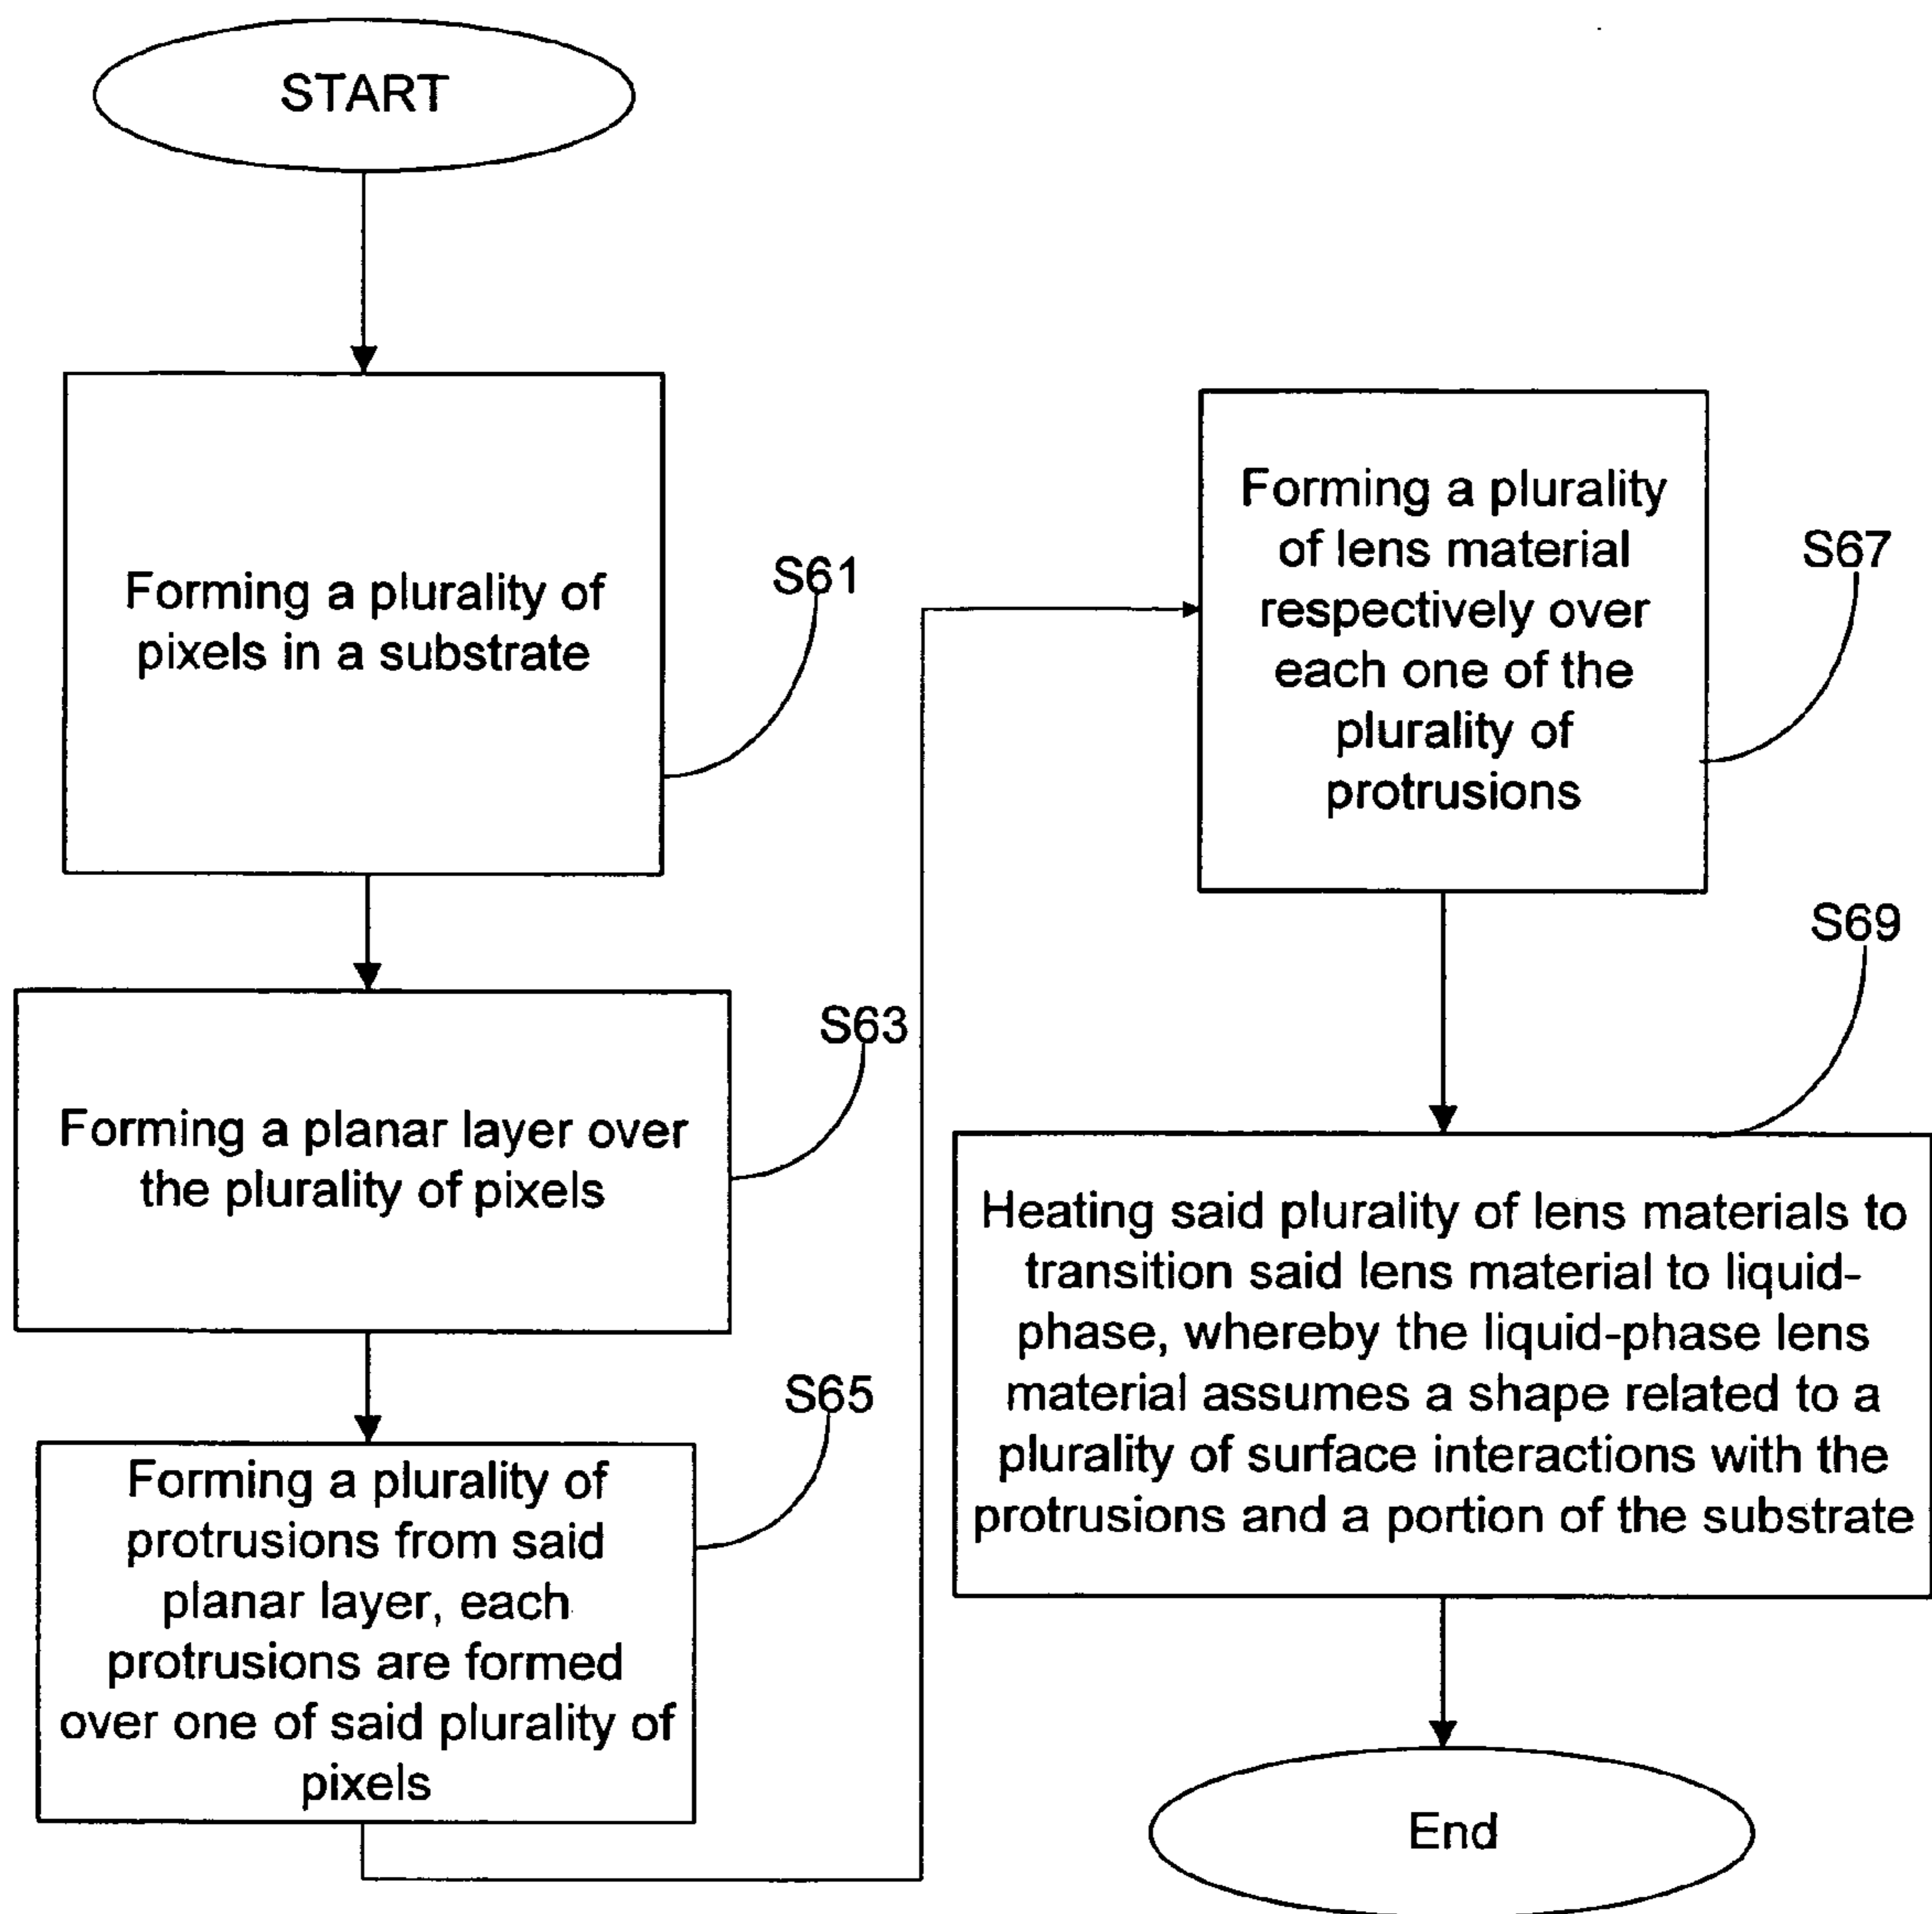 START
Forming a plurality of
pixels in a substrate
S61
Forming a planar layer over
the plurality of pixels
S63
Forming a plurality of
protrusions from said
planar layer, each
protrusions are formed
over one of said plurality of
pixels
S65
Forming a plurality
of lens material
respectively over
each one of the
plurality of
protrusions
S67
Heating said plurality of lens materials to
transition said lens material to liquid-
phase, whereby the liquid-phase lens
material assumes a shape related to a
plurality of surface interactions with the
protrusions and a portion of the substrate
S69
End